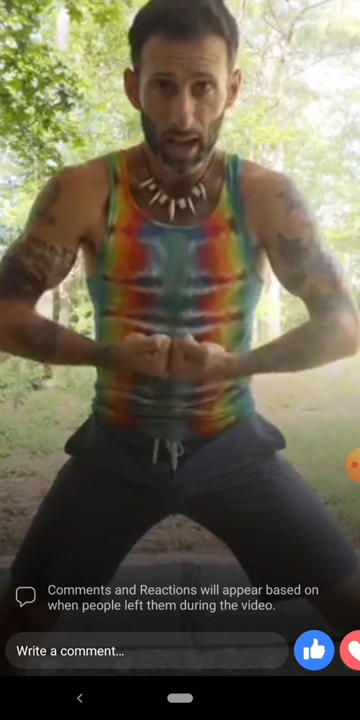 Comments and Reactions will appear based on
when people left them during the video.
Write a comment...